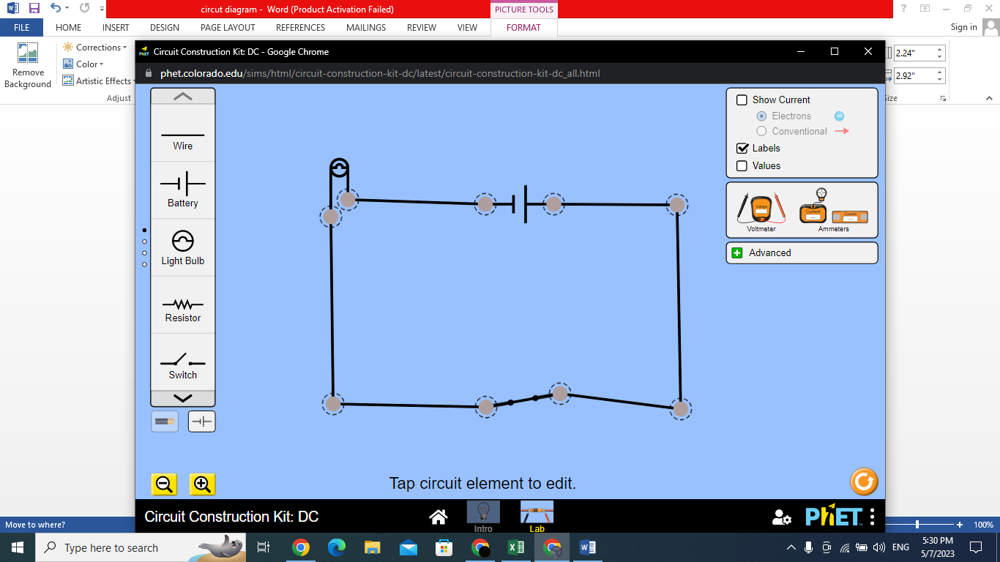 circut diagram - Word (Product Activation Failed)
PICTURE TOOLS
FILE HOME INSERT DESIGN PAGE LAYOUT REFERENCES MAILINGS REVIEW VIEW FORMAT Sign in
Remove Background
Corrections
Color
Artistic Effects
Adjust
2.24"
2.92"
Size
PhET Circuit Construction Kit: DC - Google Chrome
phet.colorado.edu/sims/html/circuit-construction-kit-dc/latest/circuit-construction-kit-dc_all.html
Wire
Battery
Light Bulb
Resistor
Switch
Show Current
Electrons
Conventional
Labels
Values
Voltage
Current
Current
Voltmeter
Ammeters
Advanced
Tap circuit element to edit.
Circuit Construction Kit: DC
Intro
Lab
PhET
Move to where?
100%
Type here to search
ENG
5:30 PM
5/7/2023